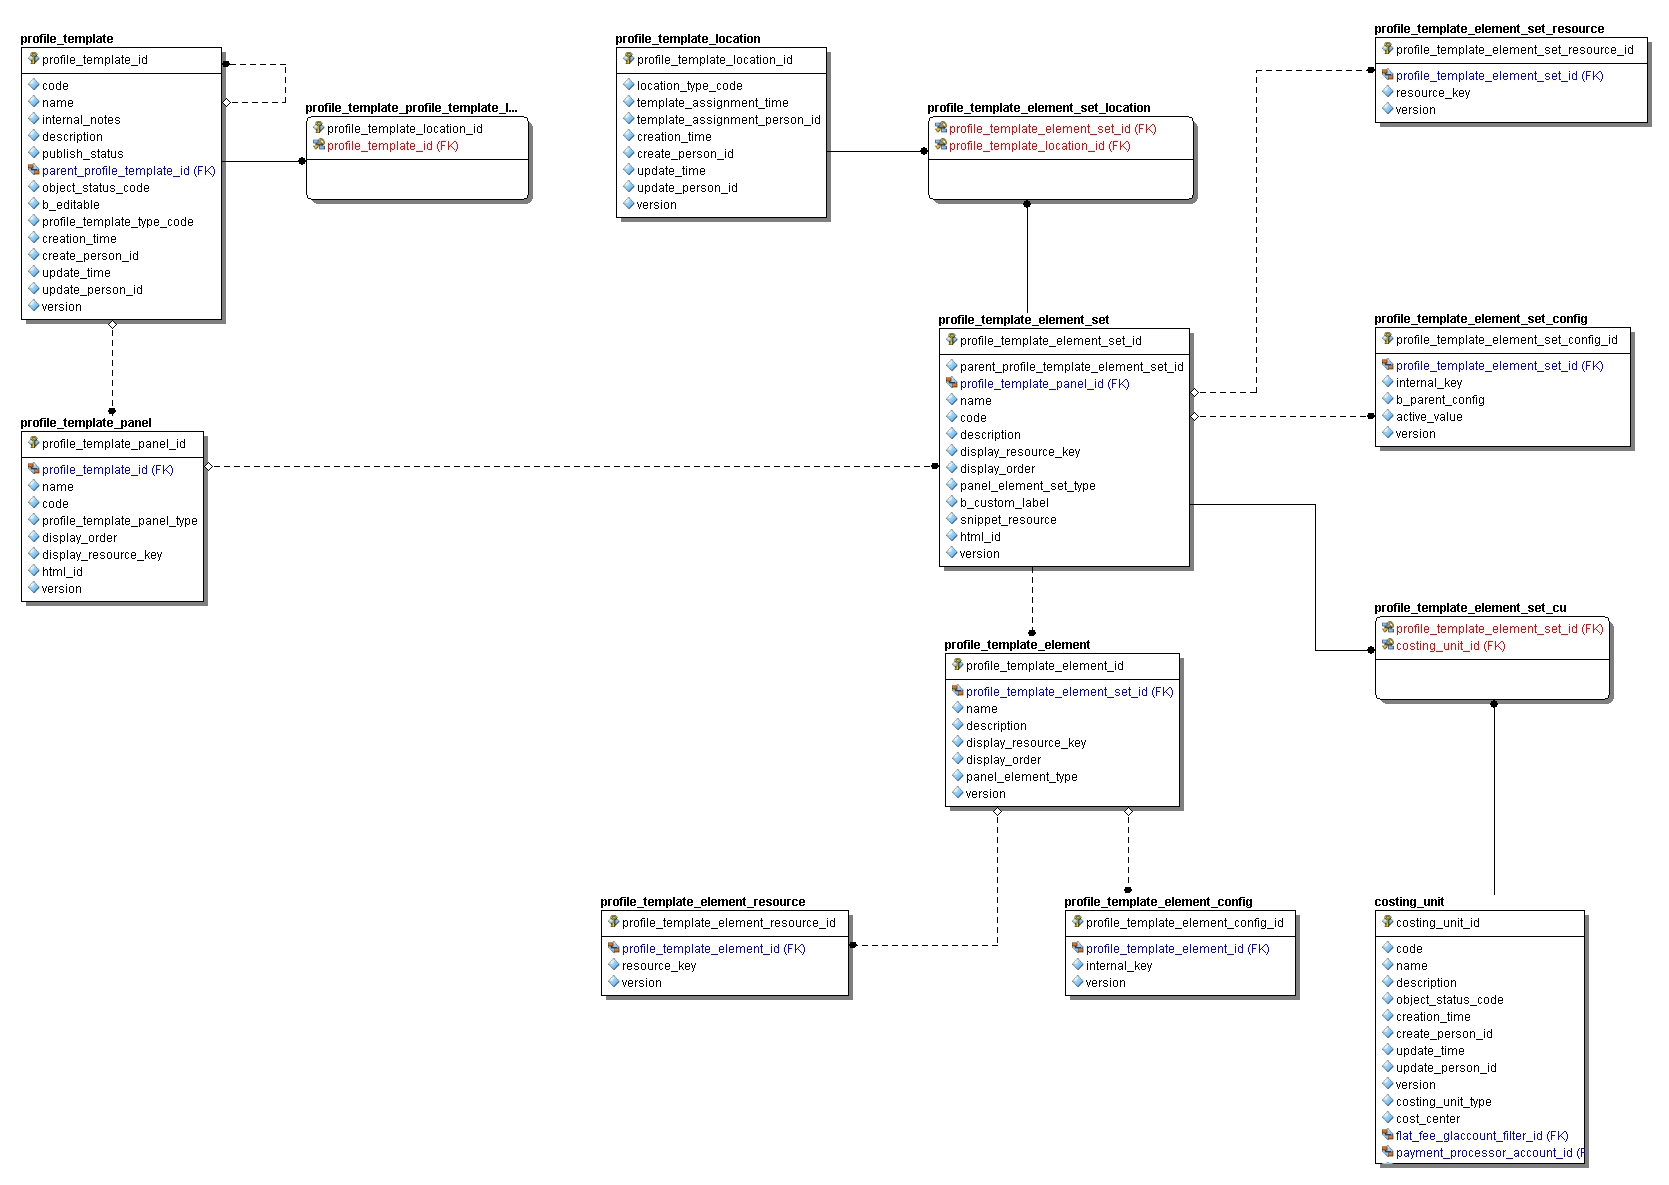 profile_template
profile_template_id
code
name
internal_notes
description
publish_status
parent_profile_template_id (FK)
object_status_code
b_editable
profile_template_type_code
creation_time
create_person_id
update_time
update_person_id
version
profile_template_profile_template_l...
profile_template_location_id
profile_template_id (FK)
profile_template_location
profile_template_location_id
location_type_code
template_assignment_time
template_assignment_person_id
creation_time
create_person_id
update_time
update_person_id
version
profile_template_element_set_location
profile_template_element_set_id (FK)
profile_template_location_id (FK)
profile_template_element_set_resource
profile_template_element_set_resource_id
profile_template_element_set_id (FK)
resource_key
version
profile_template_element_set
profile_template_element_set_id
parent_profile_template_element_set_id
profile_template_panel_id (FK)
name
code
description
display_resource_key
display_order
panel_element_set_type
b_custom_label
snippet_resource
html_id
version
profile_template_element_set_config
profile_template_element_set_config_id
profile_template_element_set_id (FK)
internal_key
b_parent_config
active_value
version
profile_template_panel
profile_template_panel_id
profile_template_id (FK)
name
code
profile_template_panel_type
display_order
display_resource_key
html_id
version
profile_template_element_set_cu
profile_template_element_set_id (FK)
costing_unit_id (FK)
profile_template_element
profile_template_element_id
profile_template_element_set_id (FK)
name
description
display_resource_key
display_order
panel_element_type
version
profile_template_element_resource
profile_template_element_resource_id
profile_template_element_id (FK)
resource_key
version
profile_template_element_config
profile_template_element_config_id
profile_template_element_id (FK)
internal_key
version
costing_unit
costing_unit_id
code
name
description
object_status_code
creation_time
create_person_id
update_time
update_person_id
version
costing_unit_type
cost_center
flat_fee_glaccount_filter_id (FK)
payment_processor_account_id (F